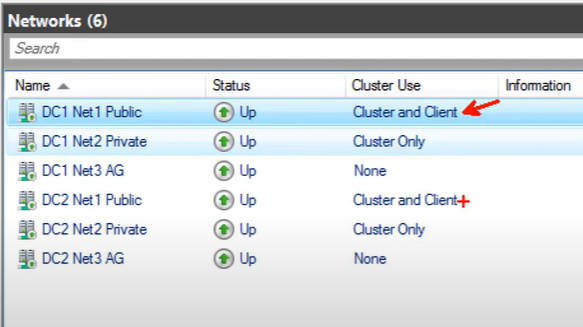 Networks (6)
Search
Name Status Cluster Use Information
DC1 Net1 Public Up Cluster and Client
DC1 Net2 Private Up Cluster Only
DC1 Net3 AG Up None
DC2 Net1 Public Up Cluster and Client
DC2 Net2 Private Up Cluster Only
DC2 Net3 AG Up None